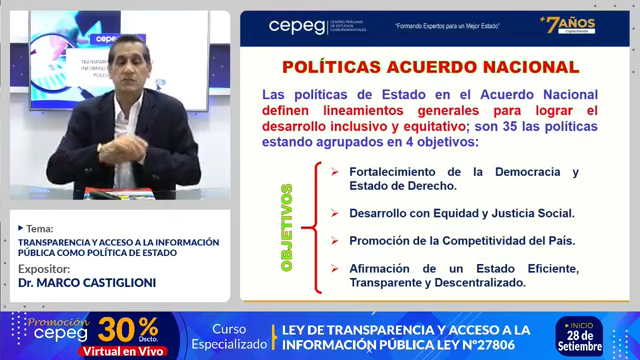 cepeg
CENTRO PERUANO
DE ESTUDIOS
GUBERNAMENTALES
"Formando Expertos para un Mejor Estado"
+7AÑOS
cepeg
POLÍTICAS ACUERDO NACIONAL
Las políticas de Estado en el Acuerdo Nacional
definen lineamientos generales para lograr el
desarrollo inclusivo y equitativo; son 35 las políticas
estando agrupados en 4 objetivos:
OBJETIVOS
Fortalecimiento de la Democracia y
Estado de Derecho.
Desarrollo con Equidad y Justicia Social.
Promoción de la Competitividad del País.
Afirmación de un Estado Eficiente,
Transparente y Descentralizado.
Tema:
TRANSPARENCIA Y ACCESO A LA INFORMACIÓN
PÚBLICA COMO POLÍTICA DE ESTADO
Expositor:
Dr. MARCO CASTIGLIONI
Promoción
cepeg
30%
Dscto.
Virtual en Vivo
Curso
Especializado
LEY DE TRANSPARENCIA Y ACCESO A LA
INFORMACIÓN PÚBLICA LEY N°27806
INICIO
28 de
Setiembre